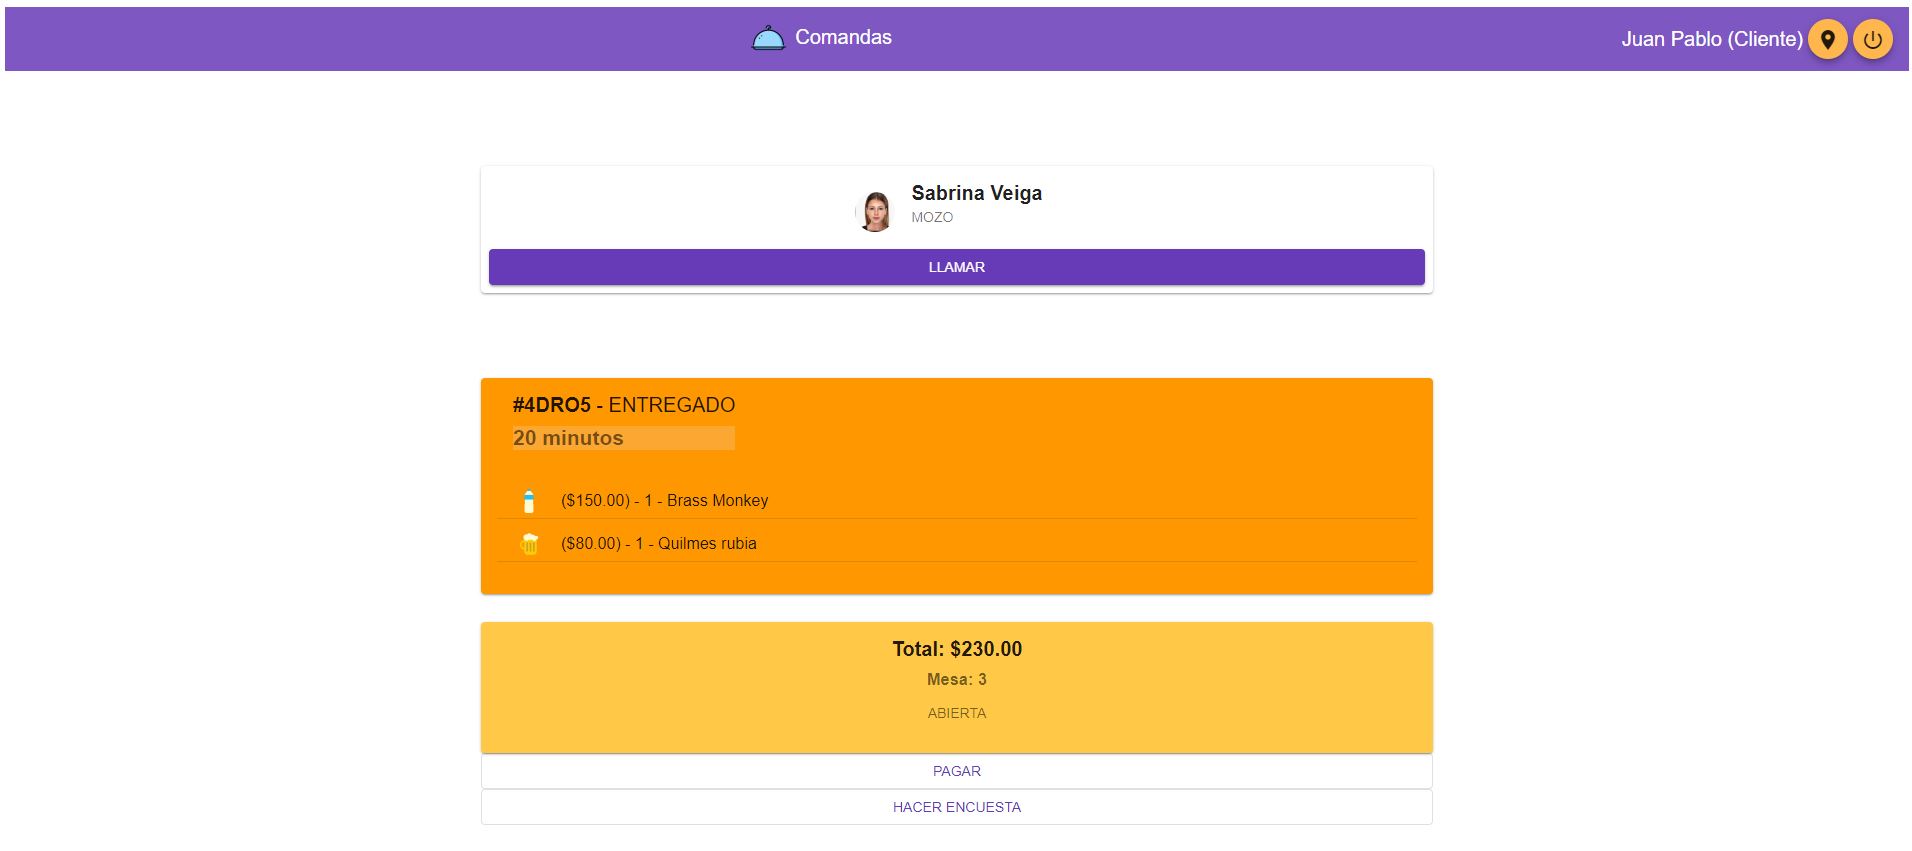 Comandas
Juan Pablo (Cliente)
Sabrina Veiga
MOZO
LLAMAR
#4DRO5 - ENTREGADO
20 minutos
($150.00) - 1 - Brass Monkey
($80.00) - 1 - Quilmes rubia
Total: $230.00
Mesa: 3
ABIERTA
PAGAR
HACER ENCUESTA